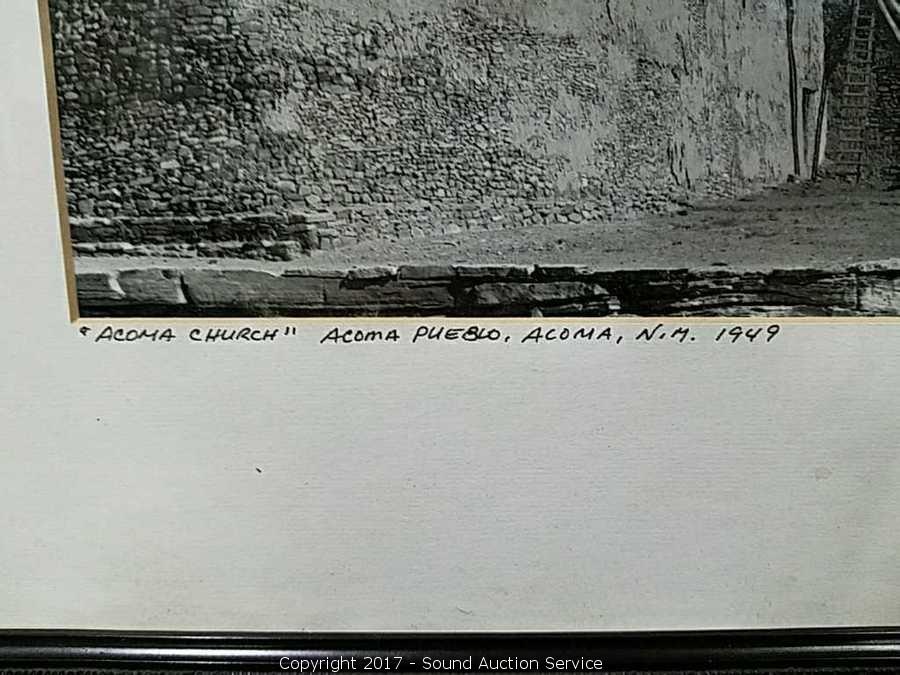 "ACOMA CHURCH" ACOMA PUEBLO, ACOMA, N.M. 1949
Copyright 2017 - Sound Auction Service